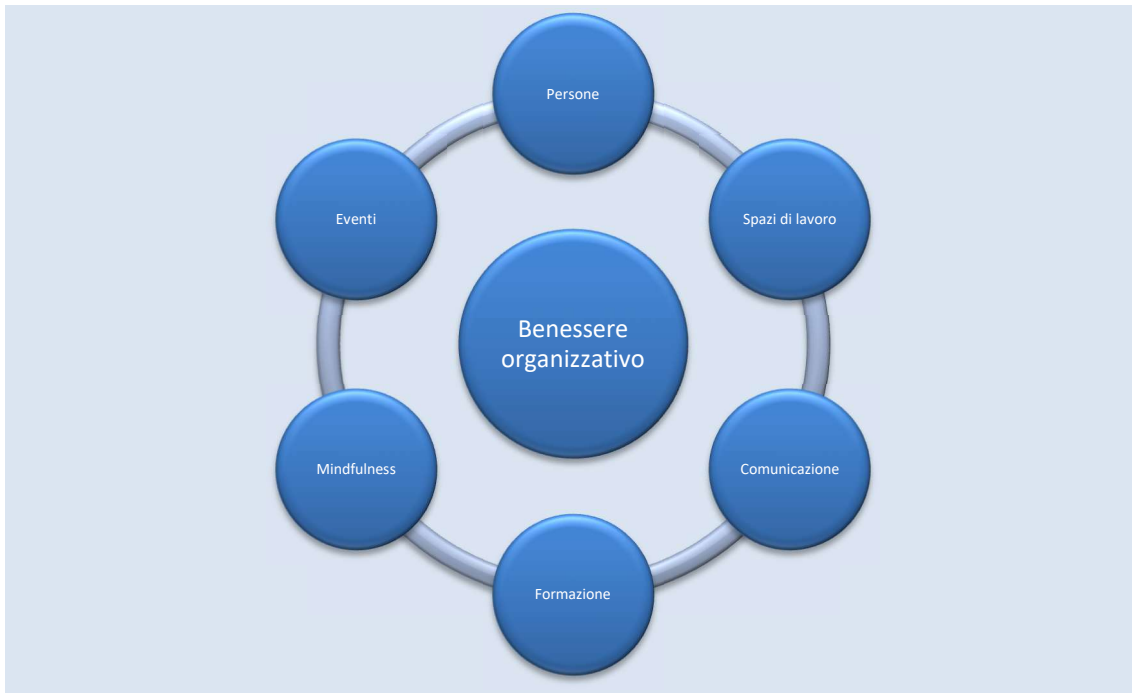 Persone
Eventi
Spazi di lavoro
Benessere
organizzativo
Mindfulness
Comunicazione
Formazione